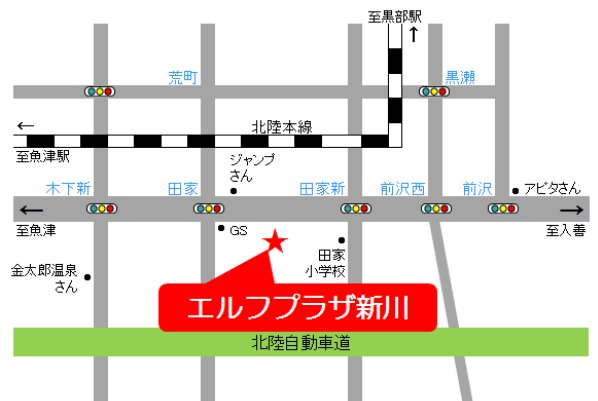 至黒部駅
↑
荒町
黒瀬
←
北陸本線
至魚津駅
ジャンプ
さん
木下新
田家
田家新
前沢西
前沢
アピタさん
←
→
至魚津
GS
至入善
田家
小学校
金太郎温泉
さん
エルフプラザ新川
北陸自動車道